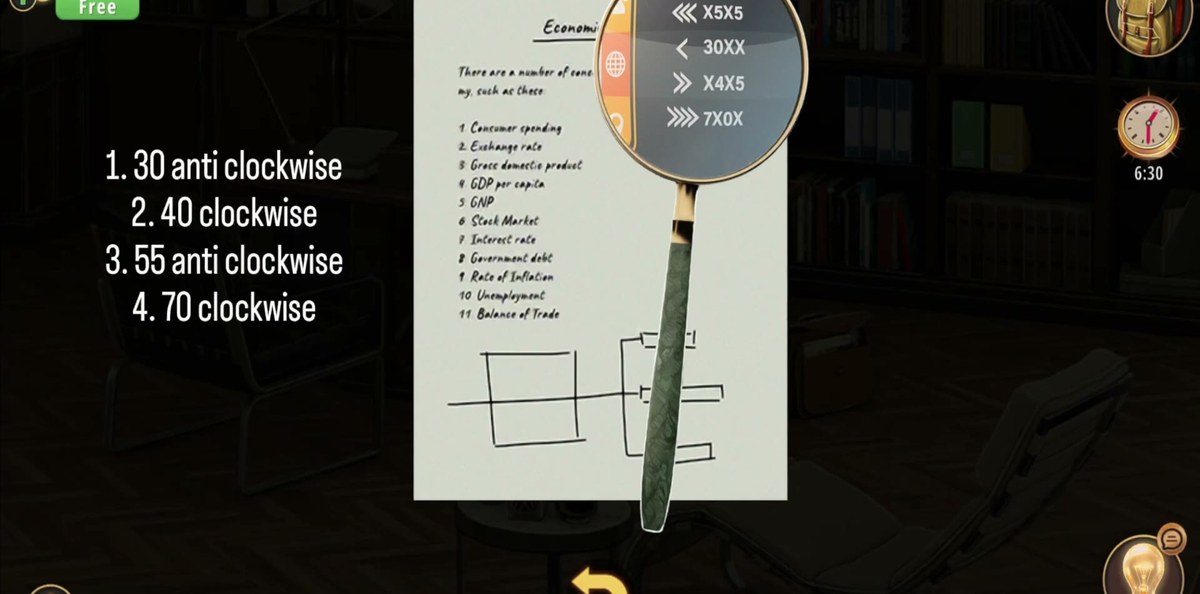 Free
1. 30 anti clockwise
2. 40 clockwise
3. 55 anti clockwise
4. 70 clockwise
There are a number of
my, such as these
1 Consumer spending
2 Exchange rate
3 Gross domestic product
4 GDP per capita
5 GNP
6 Stock Market
7 Interest rate
8 Government debt
9 Rate of Inflation
10 Unemployment
11 Balance of Trade
<<< X5X5
< 30XX
>> X4X5
>>>> 7X0X
6:30